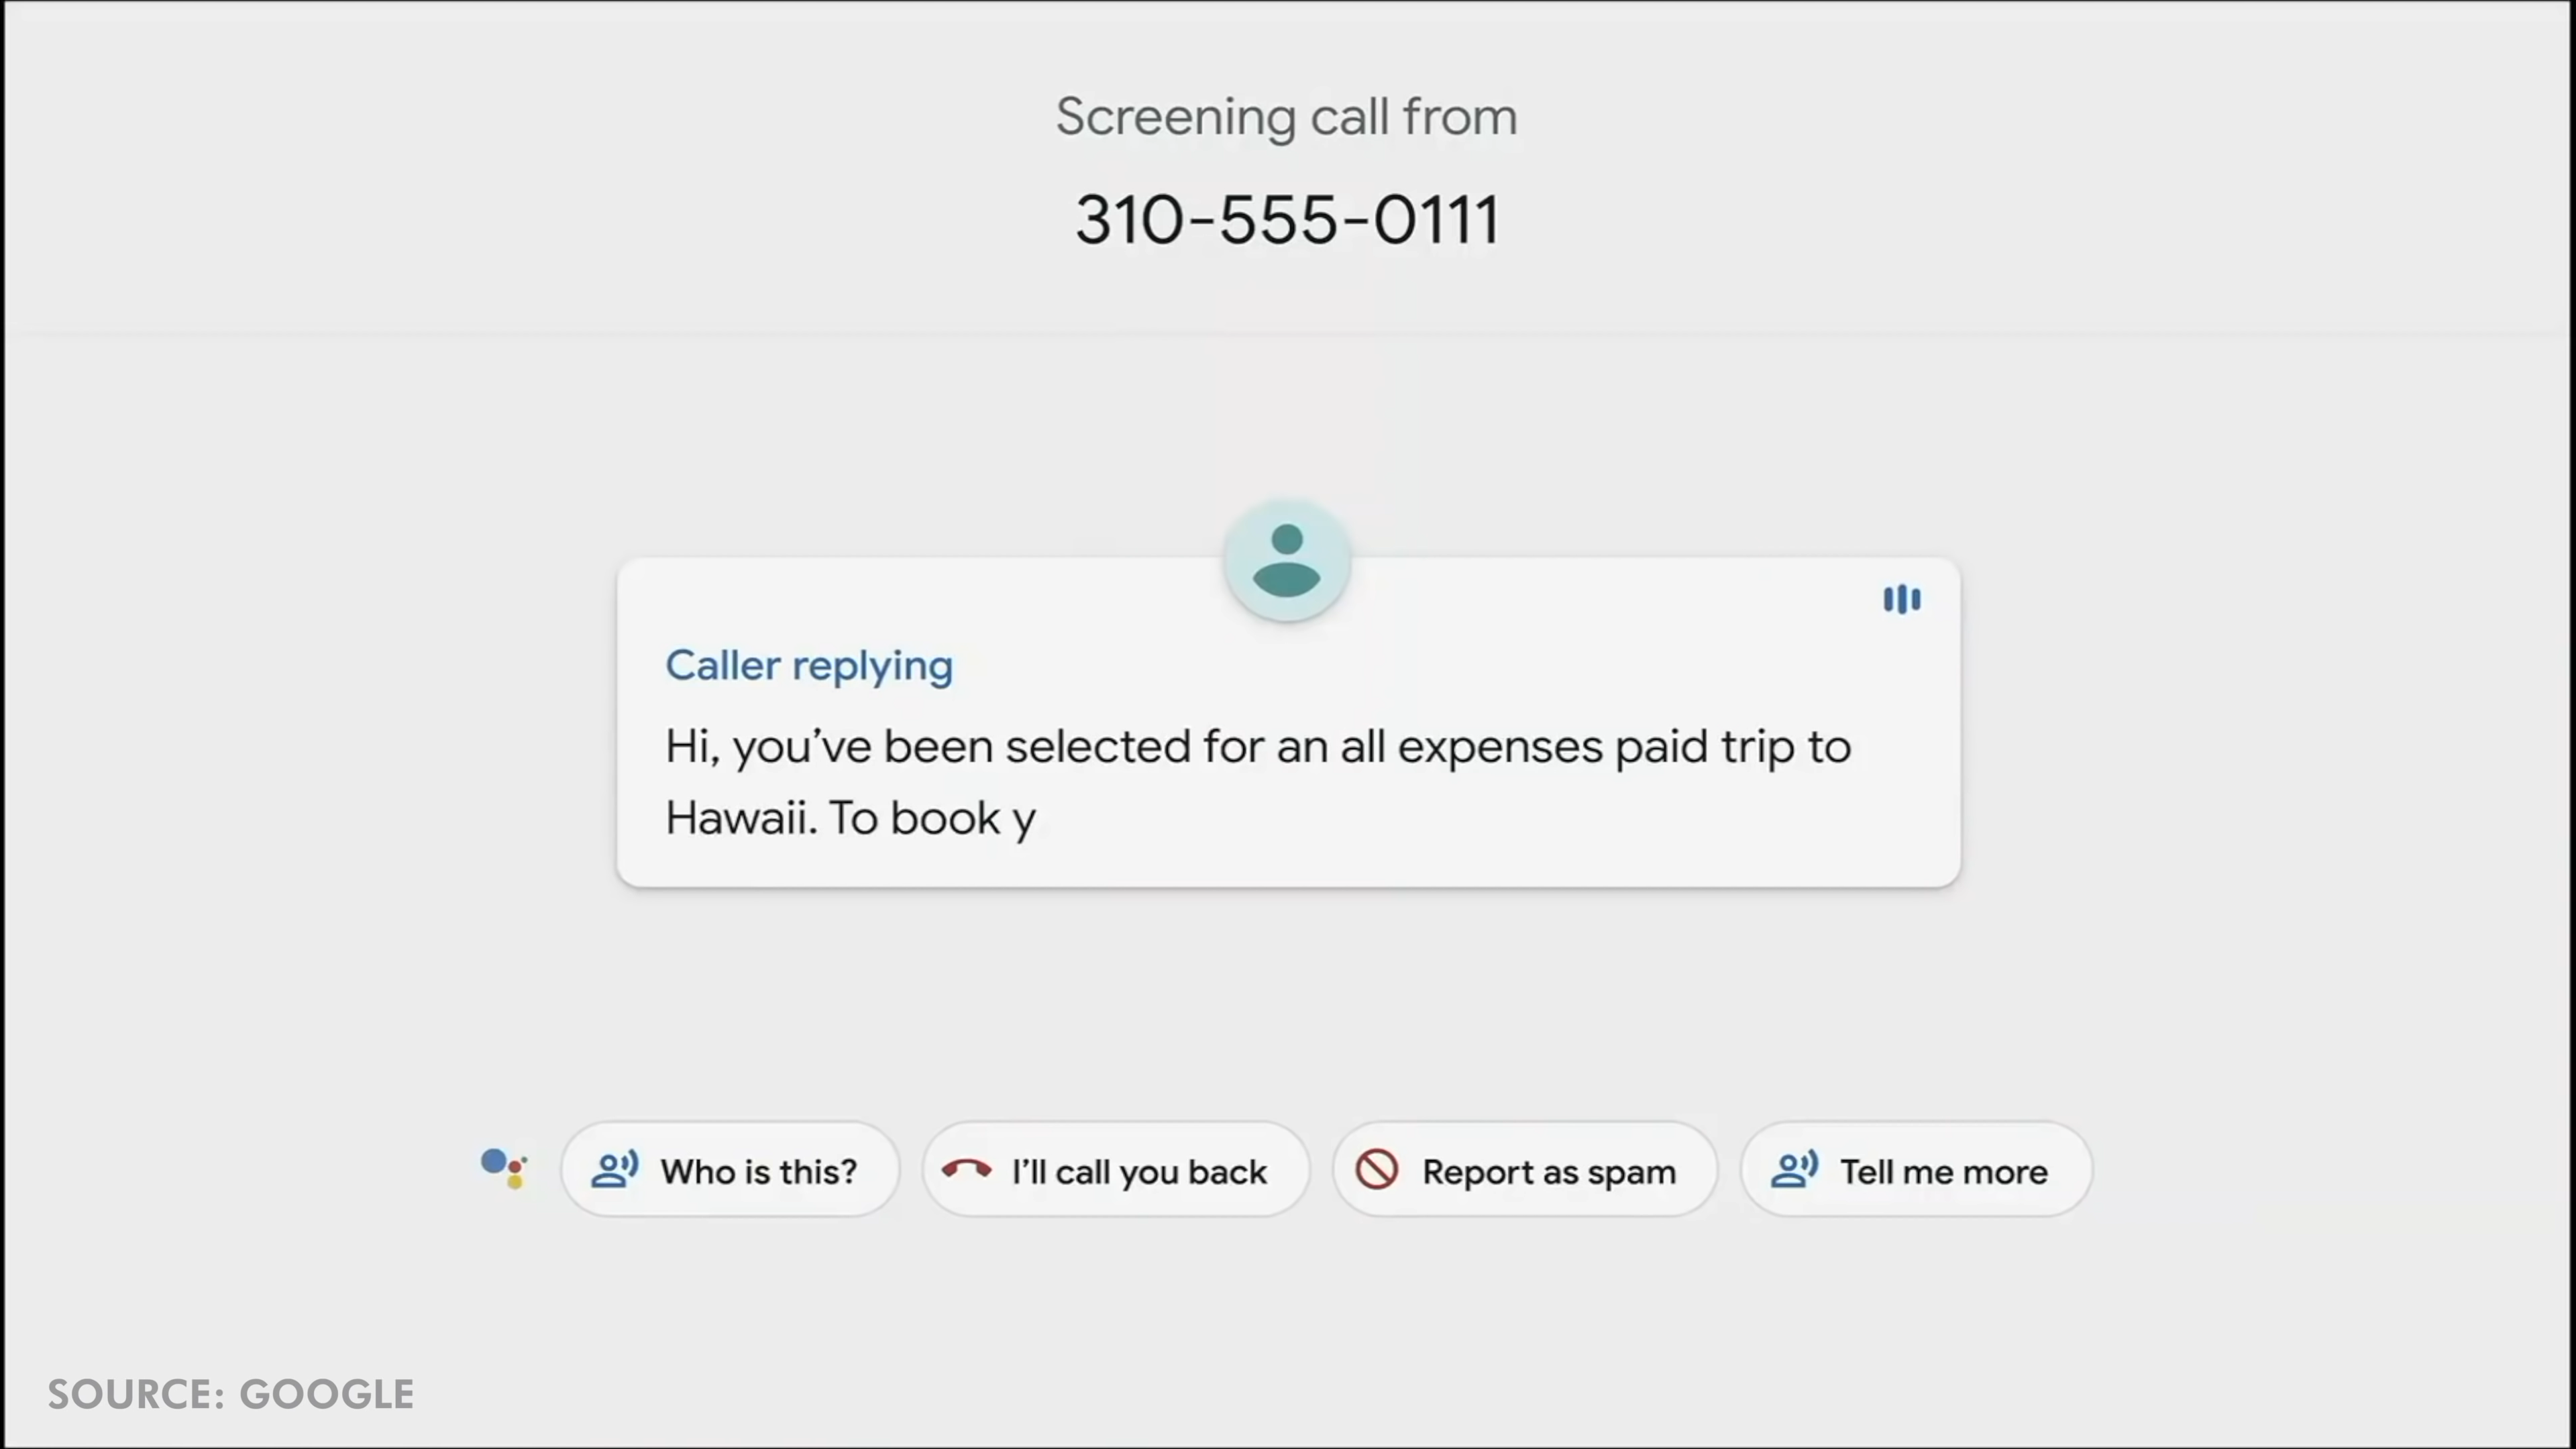 Screening call from
310-555-0111
Caller replying
Hi, you've been selected for an all expenses paid trip to
Hawaii. To book y
Who is this?
I'll call you back
Report as spam
Tell me more
SOURCE: GOOGLE